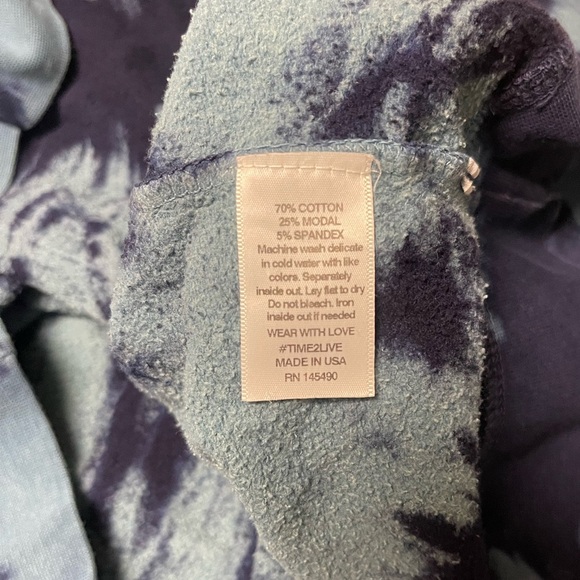 70% COTTON
25% MODAL
5% SPANDEX
Machine wash delicate
in cold water with like
colors. Separately
inside out. Lay flat to dry
Do not bleach. Iron
inside out if needed
WEAR WITH LOVE
#TIME2LIVE
MADE IN USA
RN 145490